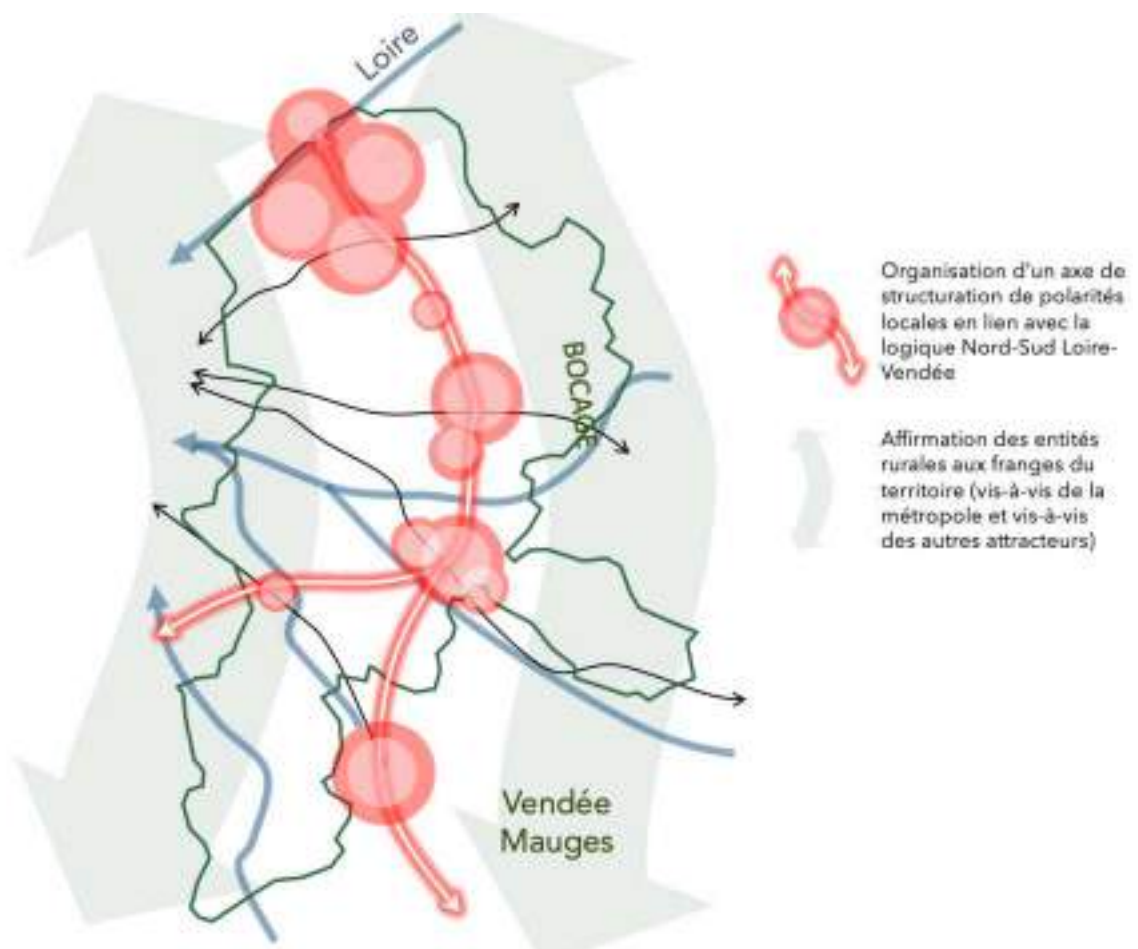 Loire
BOCAGE
Vendée
Mauges
Organisation d'un axe de
structuration de polarités
locales en lien avec la
logique Nord-Sud Loire-
Vendée
Affirmation des entités
rurales aux franges du
territoire (vis-à-vis de la
métropole et vis-à-vis
des autres attracteurs)